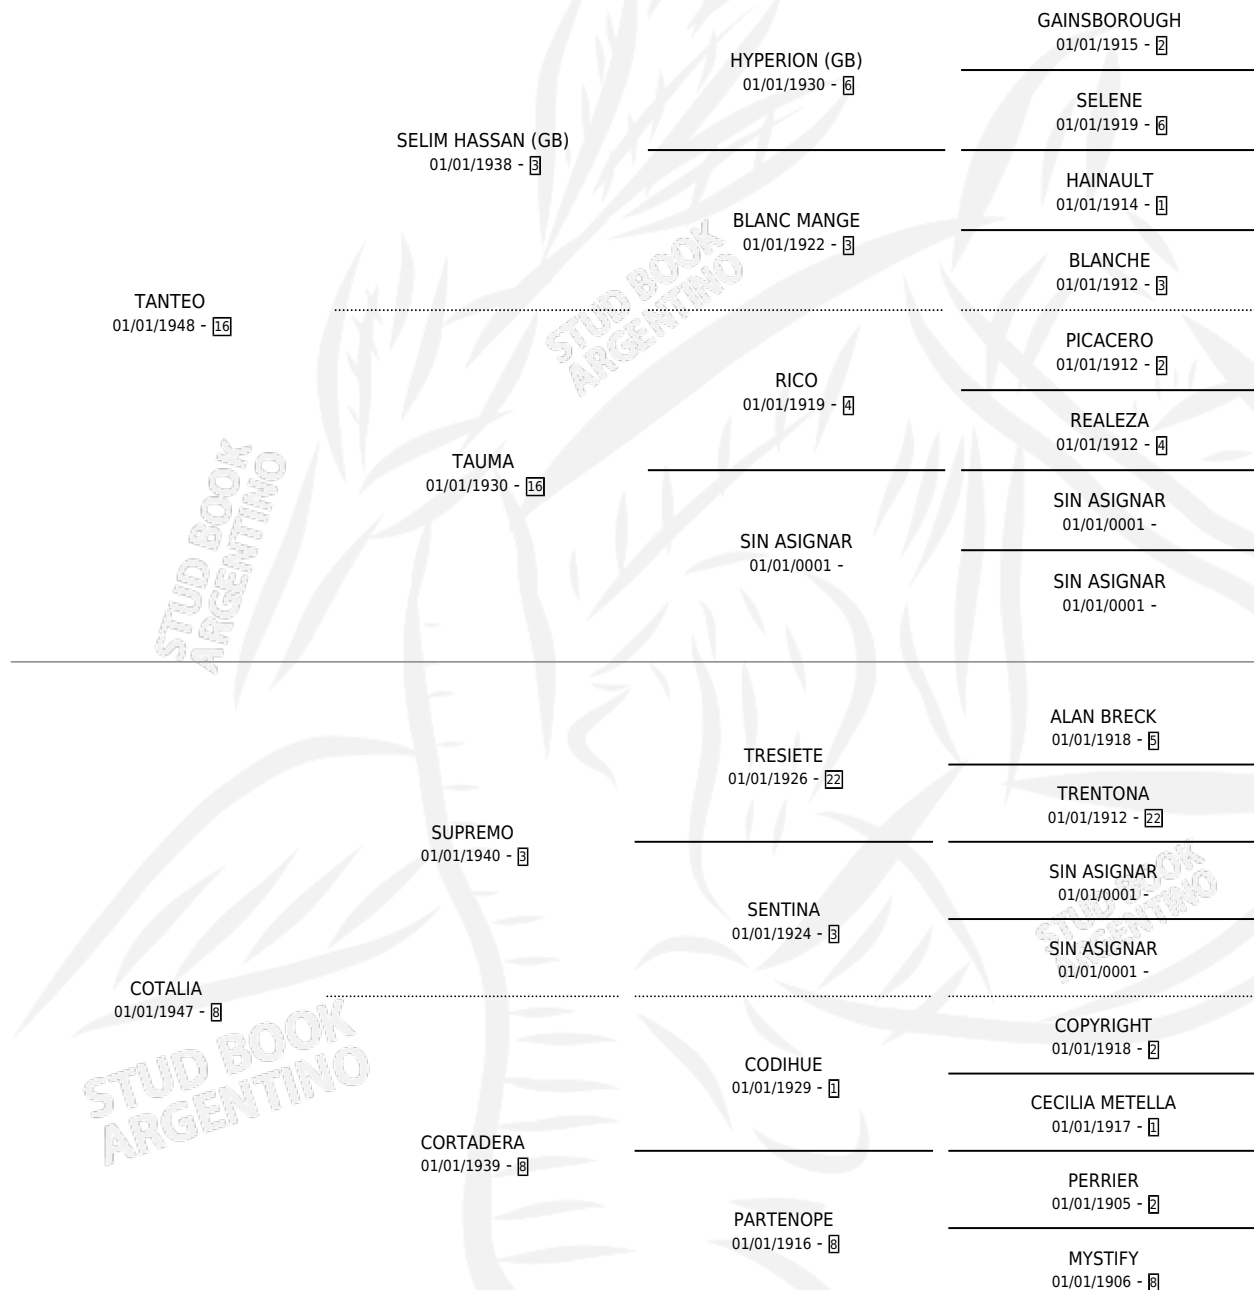 GAINSBOROUGH
01/01/1915 - 2
HYPERION (GB)
01/01/1930 - 6
SELENE
01/01/1919 - 6
SELIM HASSAN (GB)
01/01/1938 - 3
HAINAULT
01/01/1914 - 1
BLANC MANGE
01/01/1922 - 3
BLANCHE
01/01/1912 - 3
TANTEO
01/01/1948 - 16
PICACERO
01/01/1912 - 2
RICO
01/01/1919 - 4
REALEZA
01/01/1912 - 4
TAUMA
01/01/1930 - 16
SIN ASIGNAR
01/01/0001 -
SIN ASIGNAR
01/01/0001 -
SIN ASIGNAR
01/01/0001 -
STUD BOOK
ARGENTINO
STUD BOOK
ARGENTINO
ALAN BRECK
01/01/1918 - 5
TRESIETE
01/01/1926 - 22
TRENTONA
01/01/1912 - 22
SUPREMO
01/01/1940 - 3
SIN ASIGNAR
01/01/0001 -
SENTINA
01/01/1924 - 3
SIN ASIGNAR
01/01/0001 -
STUD BOOK
ARGENTINO
COTALIA
01/01/1947 - 8
COPYRIGHT
01/01/1918 - 2
CODIHUE
01/01/1929 - 1
CECILIA METELLA
01/01/1917 - 1
CORTADERA
01/01/1939 - 8
PERRIER
01/01/1905 - 2
PARTENOPE
01/01/1916 - 8
MYSTIFY
01/01/1906 - 8
STUD BOOK
ARGENTINO